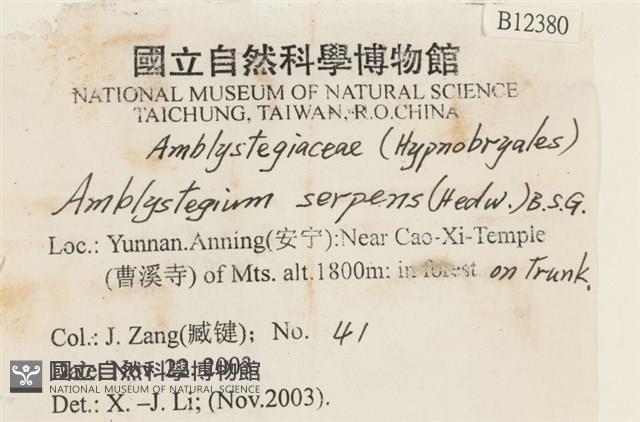 B12380
國立自然科學博物館
NATIONAL MUSEUM OF NATURAL SCIENCE
TAICHUNG, TAIWAN, R.O.CHINA
Amblystegiaceae (Hypnobryales)
Amblystegium serpens (Hedw.) B.S.G.
Loc.: Yunnan.Anning(安宁):Near Cao-Xi-Temple
(曹溪寺) of Mts. alt.1800m: in forest on Trunk.
Col.: J. Zang(臧键); No. 41
Nov. 22. 2003
國立自然科學博物館
NATIONAL MUSEUM OF NATURAL SCIENCE
Det.: X. –J. Li; (Nov.2003).